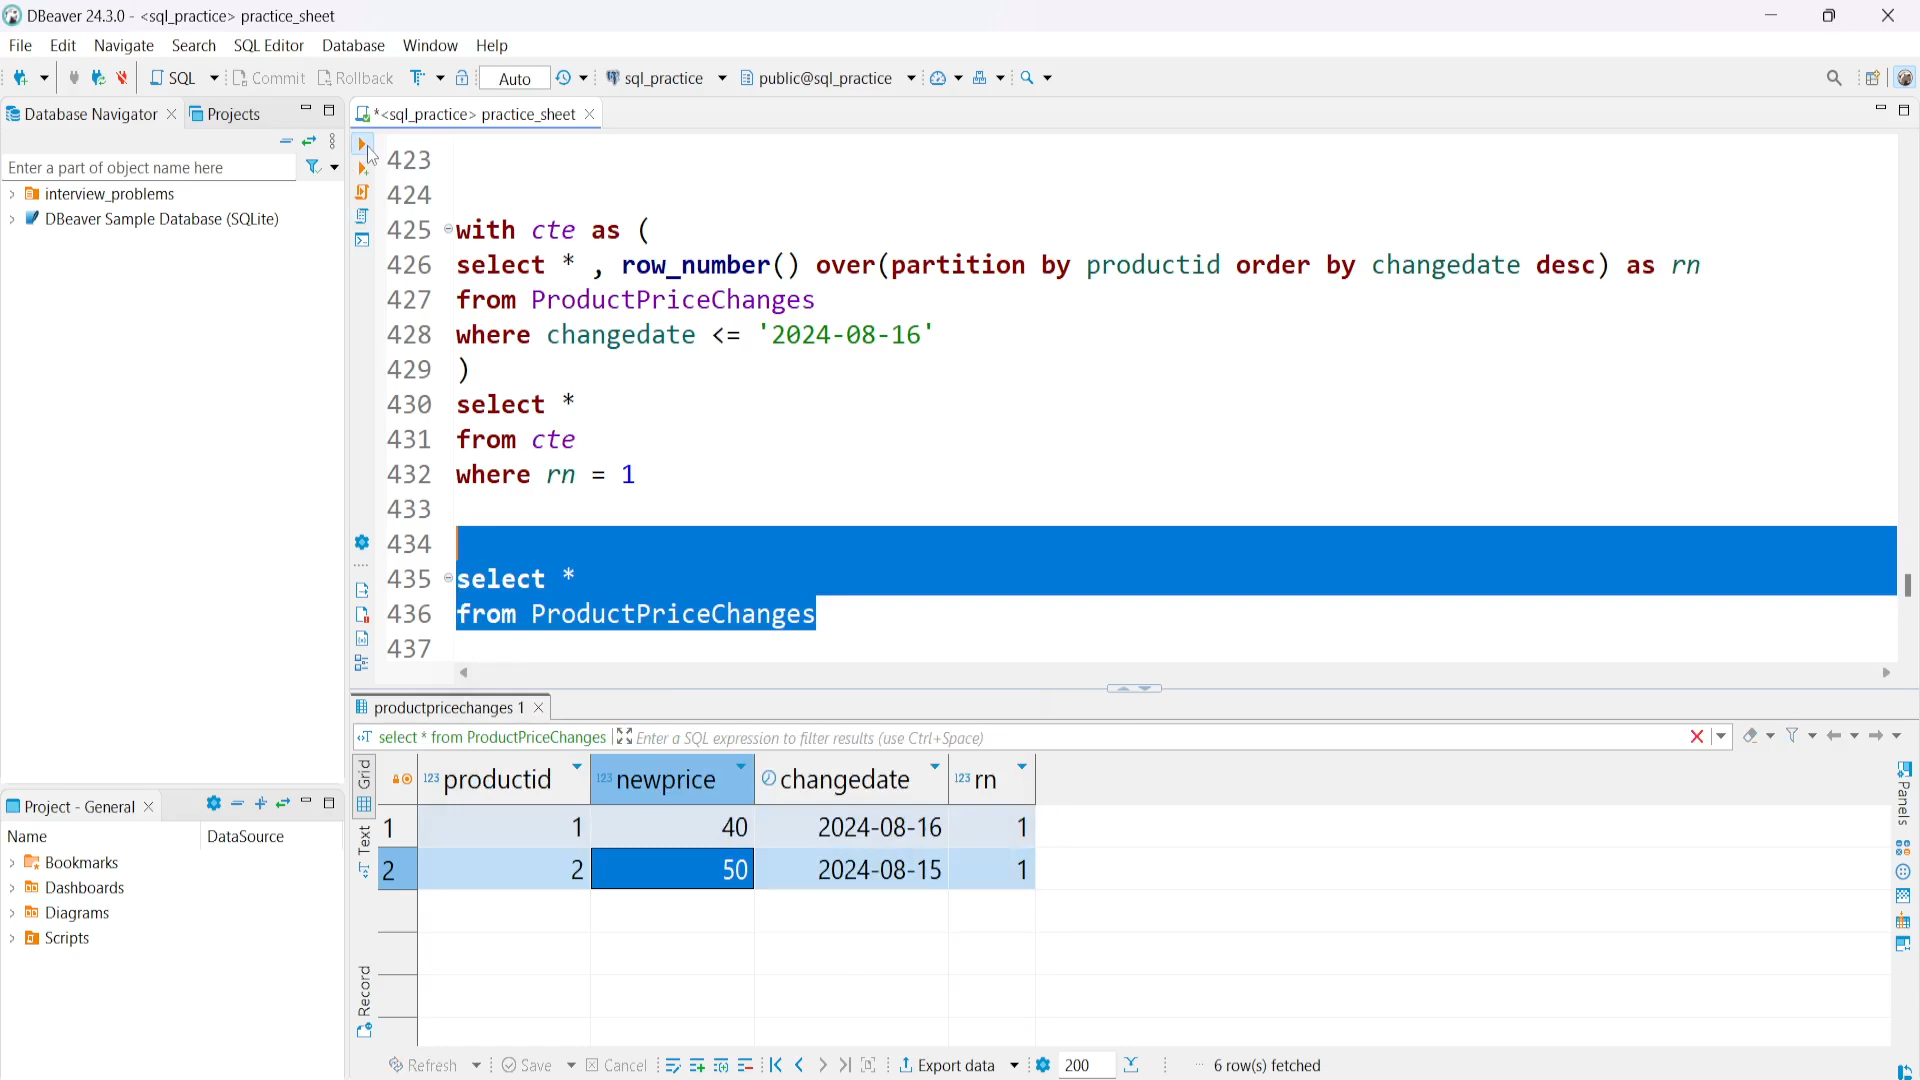 DBeaver 24.3.0 - <sql_practice> practice_sheet
File Edit Navigate Search SQL Editor Database Window Help
SQL Commit Rollback Auto sql_practice public@sql_practice
Database Navigator Projects
*<sql_practice> practice_sheet
Enter a part of object name here
interview_problems
DBeaver Sample Database (SQLite)
423
424
425 with cte as (
426 select * , row_number() over(partition by productid order by changedate desc) as rn
427 from ProductPriceChanges
428 where changedate <= '2024-08-16'
429 )
430 select *
431 from cte
432 where rn = 1
433
434
435 select *
436 from ProductPriceChanges
437
productpricechanges 1
select * from ProductPriceChanges Enter a SQL expression to filter results (use Ctrl+Space)
Grid
Text
Record
123 productid 123 newprice changedate 123 rn
1 1 40 2024-08-16 1
2 2 50 2024-08-15 1
Panels
Project - General
Name DataSource
Bookmarks
Dashboards
Diagrams
Scripts
Refresh Save Cancel Export data 200 6 row(s) fetched